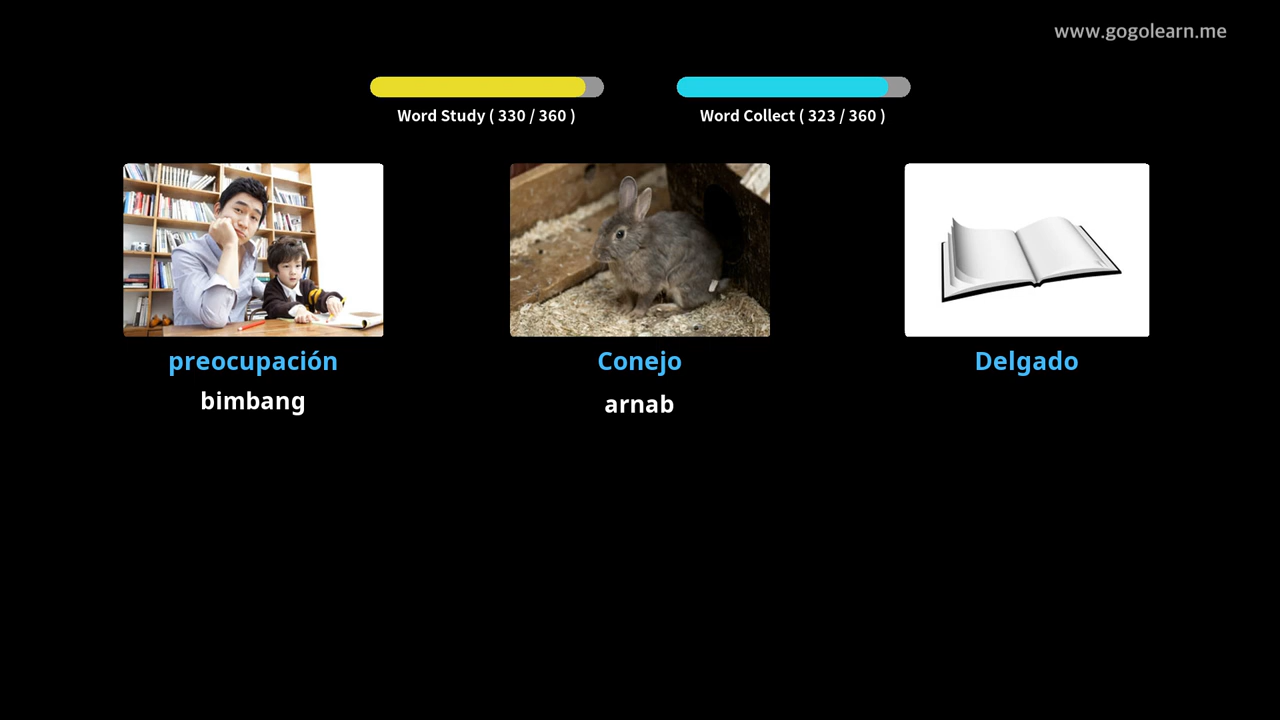 www.gogolearn.me
Word Study ( 330 / 360 )
Word Collect ( 323 / 360 )
preocupación
Conejo
Delgado
bimbang
arnab